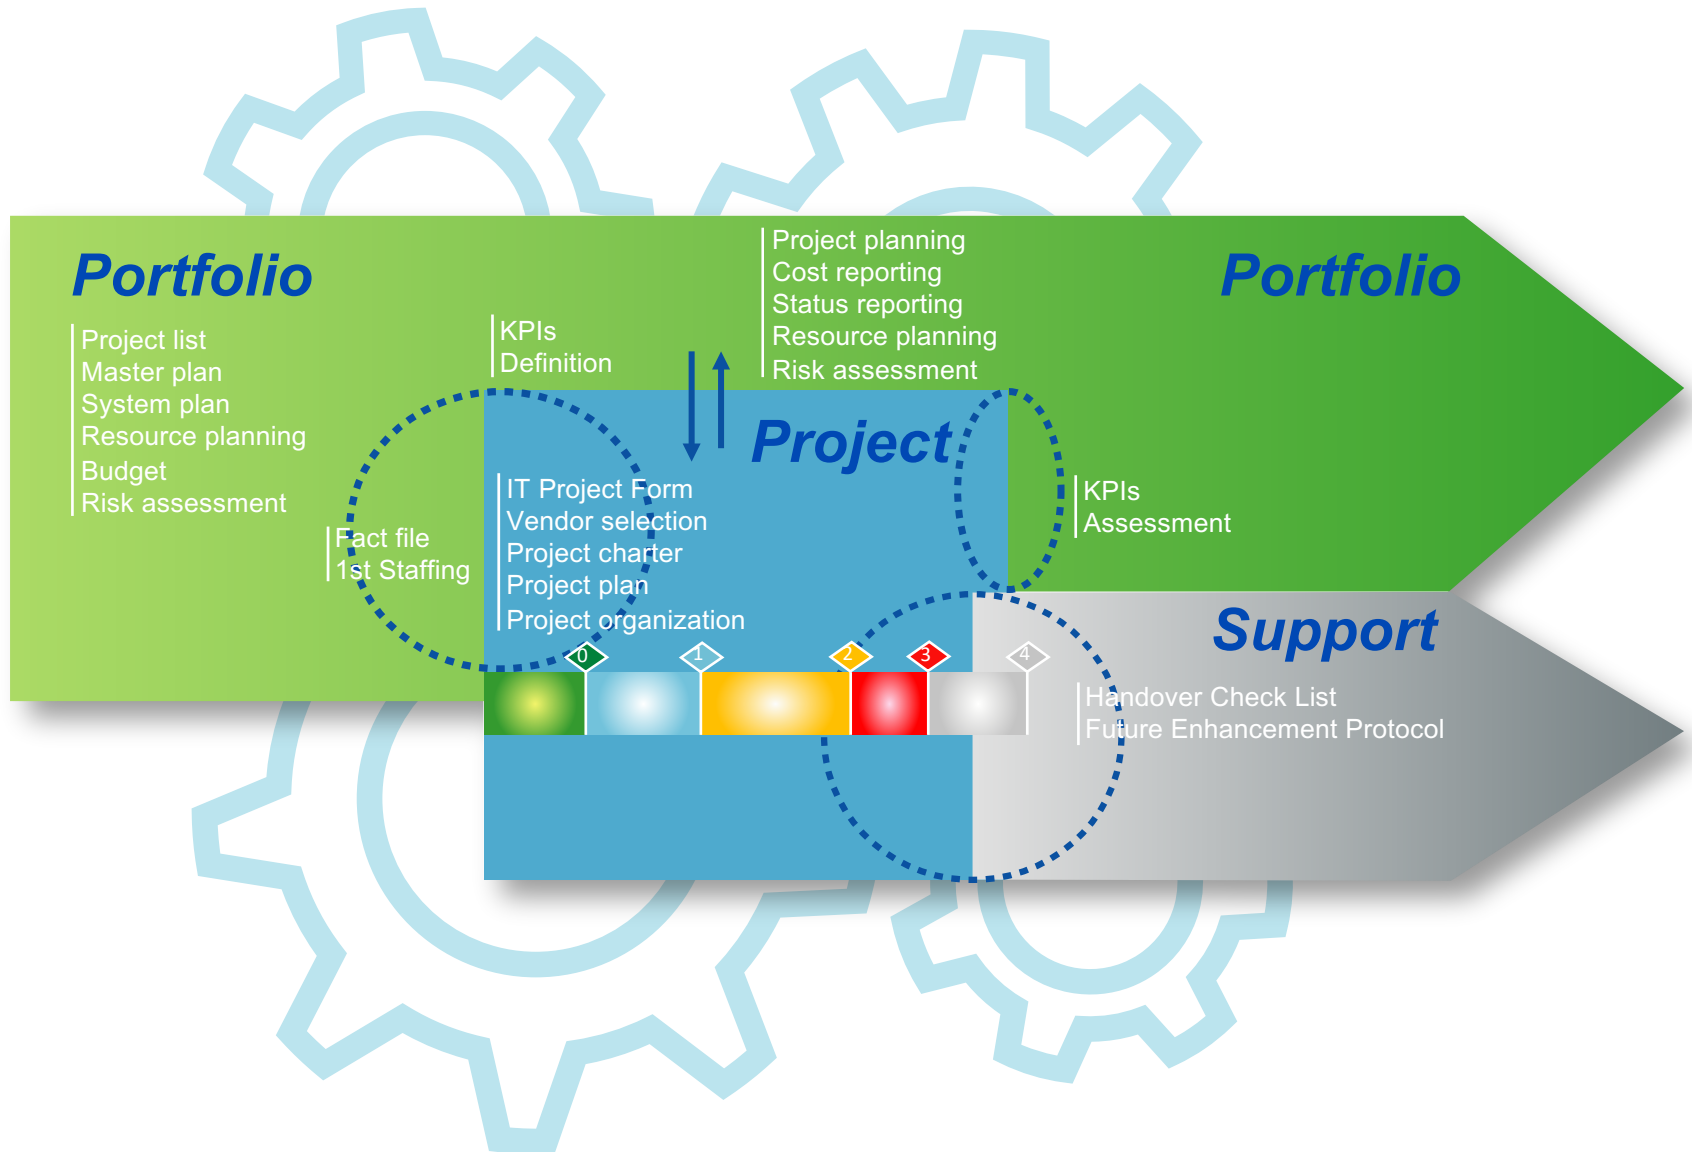 Portfolio
Project list
Master plan
System plan
Resource planning
Budget
Risk assessment
Fact file
1st Staffing
KPIs
Definition
Project planning
Cost reporting
Status reporting
Resource planning
Risk assessment
Portfolio
Project
IT Project Form
Vendor selection
Project charter
Project plan
Project organization
KPIs
Assessment
0
1
2
3
4
Support
Handover Check List
Future Enhancement Protocol